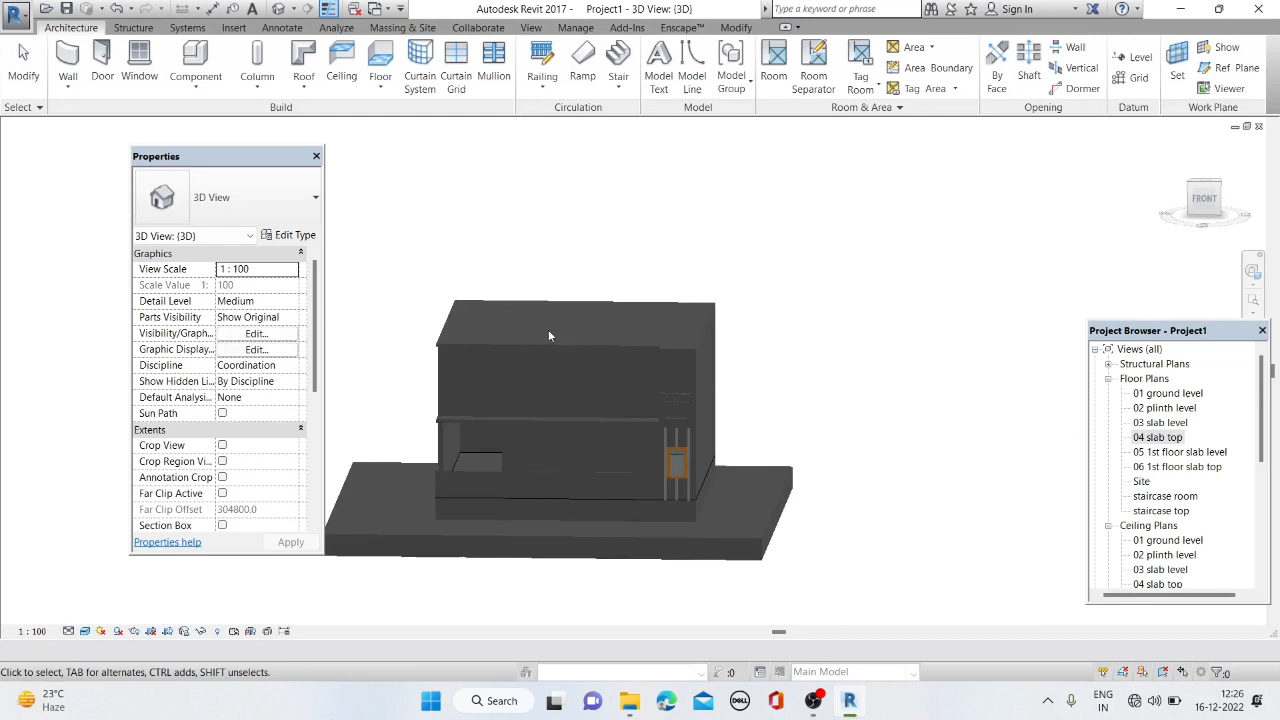 Autodesk Revit 2017 - Project1 - 3D View: {3D}
Type a keyword or phrase
Sign In
Architecture Structure Systems Insert Annotate Analyze Massing & Site Collaborate View Manage Add-Ins Escape™ Modify
Modify Wall Door Window Component Column Roof Ceiling Floor Curtain System Curtain Grid Mullion Railing Ramp Stair Model Text Model Line Model Group Room Room Separator Tag Room Area Area Boundary Tag Area By Face Shaft Wall Vertical Dormer Level Grid Set Show Ref Plane Viewer
Select Build Circulation Model Room & Area Opening Datum Work Plane
FRONT
Properties
3D View
3D View: {3D} Edit Type
Graphics
View Scale 1 : 100
Scale Value 1: 100
Detail Level Medium
Parts Visibility Show Original
Visibility/Graph... Edit...
Graphic Display... Edit...
Discipline Coordination
Show Hidden Li... By Discipline
Default Analysi... None
Sun Path
Extents
Crop View
Crop Region Vi...
Annotation Crop
Far Clip Active
Far Clip Offset 304800.0
Section Box
Properties help Apply
Project Browser - Project1
Views (all)
Structural Plans
Floor Plans
01 ground level
02 plinth level
03 slab level
04 slab top
05 1st floor slab level
06 1st floor slab top
Site
staircase room
staircase top
Ceiling Plans
01 ground level
02 plinth level
03 slab level
04 slab top
1 : 100
Click to select, TAB for alternates, CTRL adds, SHIFT unselects.
:0 Main Model :0
23°C
Haze
Search
DELL
ENG
IN
12:26
16-12-2022